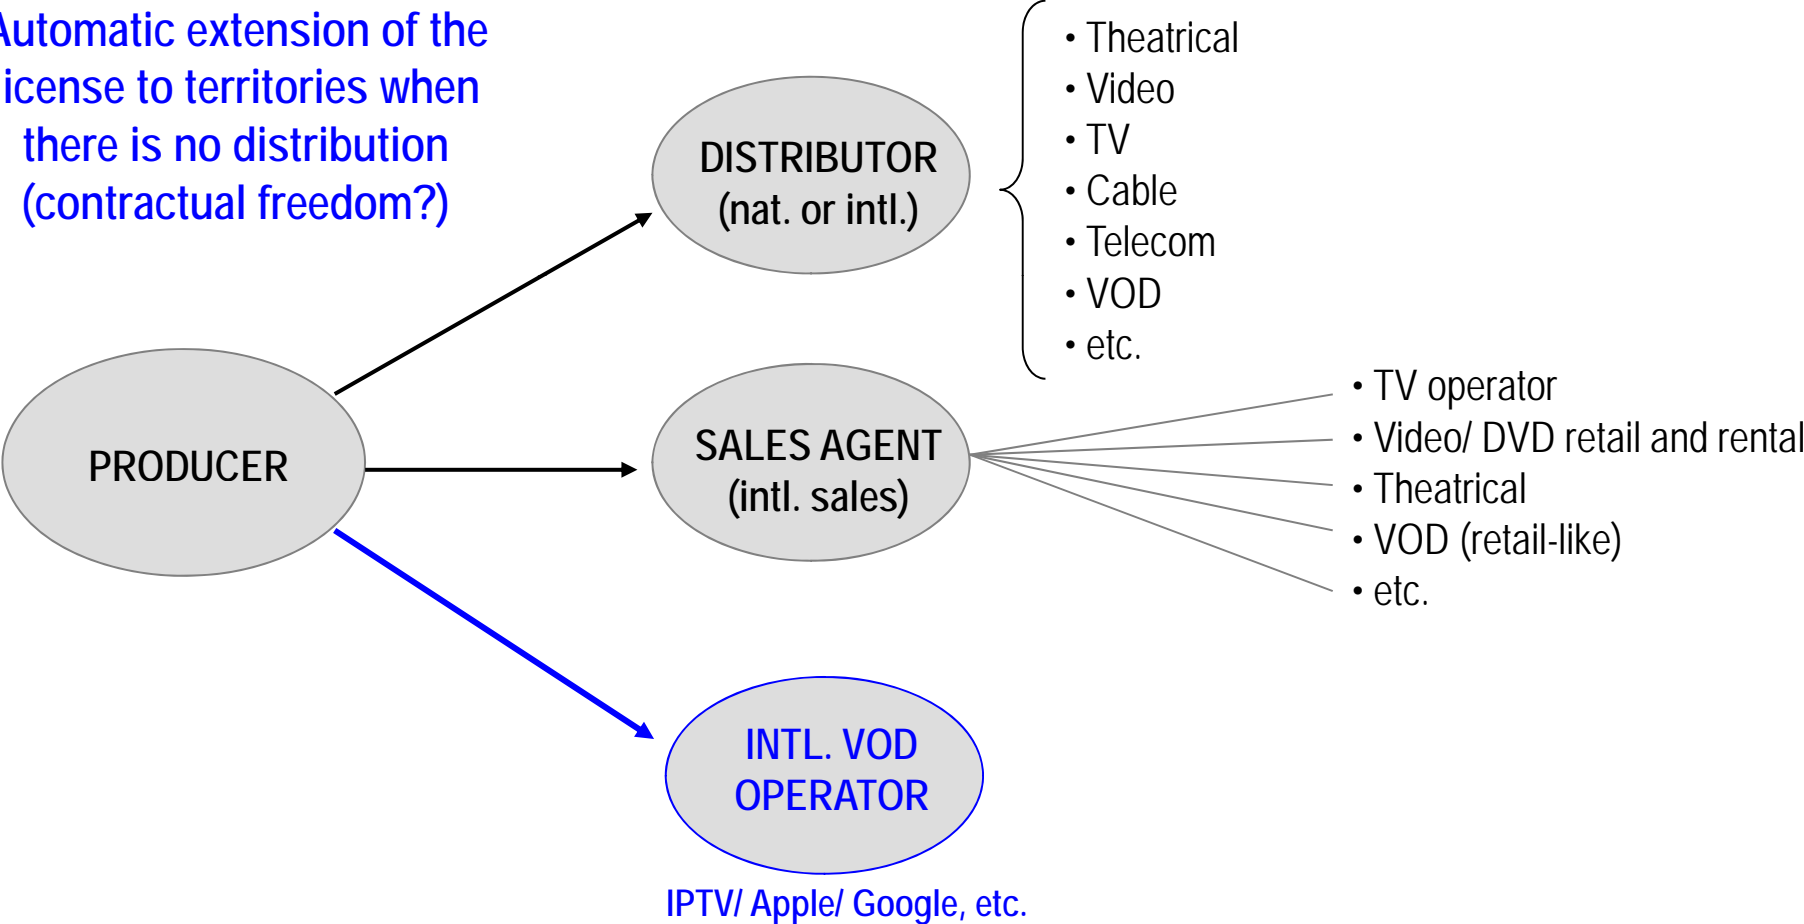 Automatic extension of the
license to territories when
there is no distribution
(contractual freedom?)
DISTRIBUTOR
(nat. or intl.)
• Theatrical
• Video
• TV
• Cable
• Telecom
• VOD
• etc.
PRODUCER
SALES AGENT
(intl. sales)
• TV operator
• Video/ DVD retail and rental
• Theatrical
• VOD (retail-like)
• etc.
INTL. VOD
OPERATOR
IPTV/ Apple/ Google, etc.